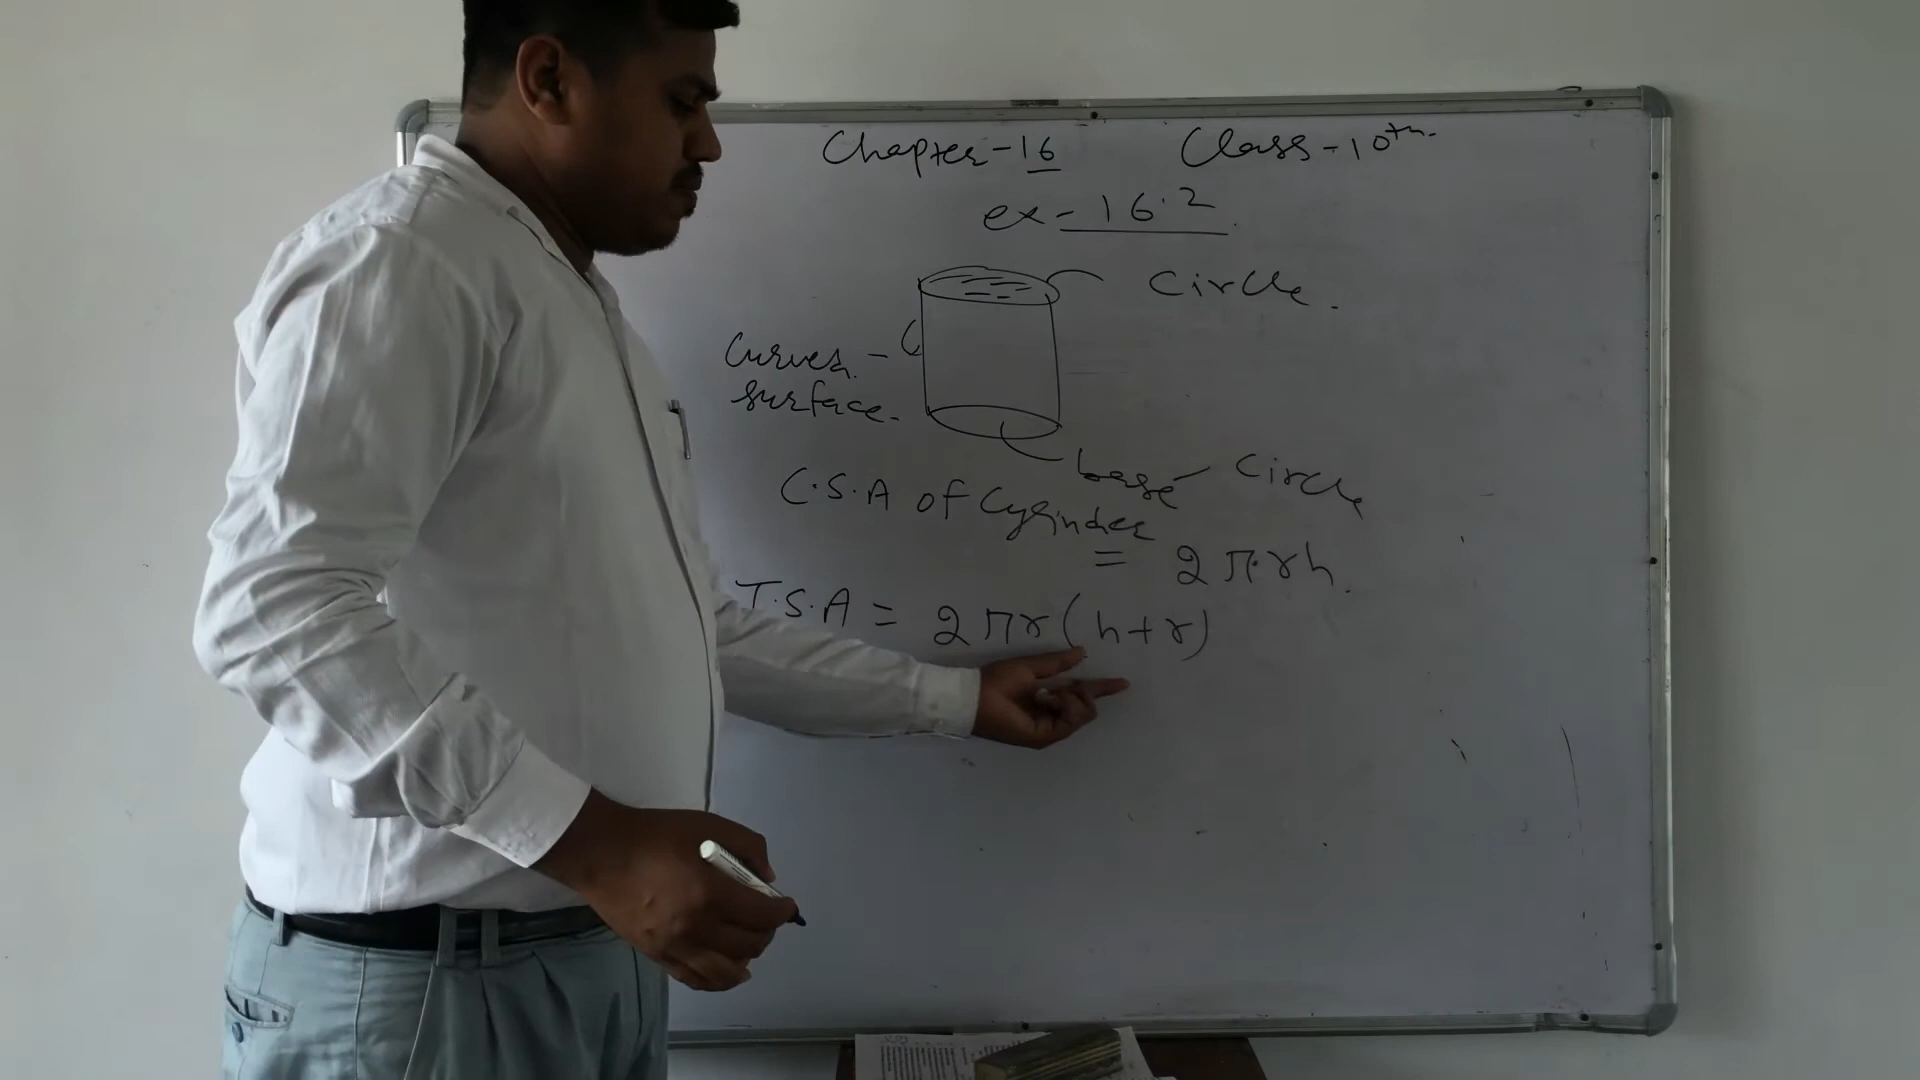 Chapter-16 Class-10th.
ex-16.2
Circle.
Curved
surface.
base - Circle
C.S.A of Cylinder
= 2πrh.
T.S.A = 2πr(h+r)